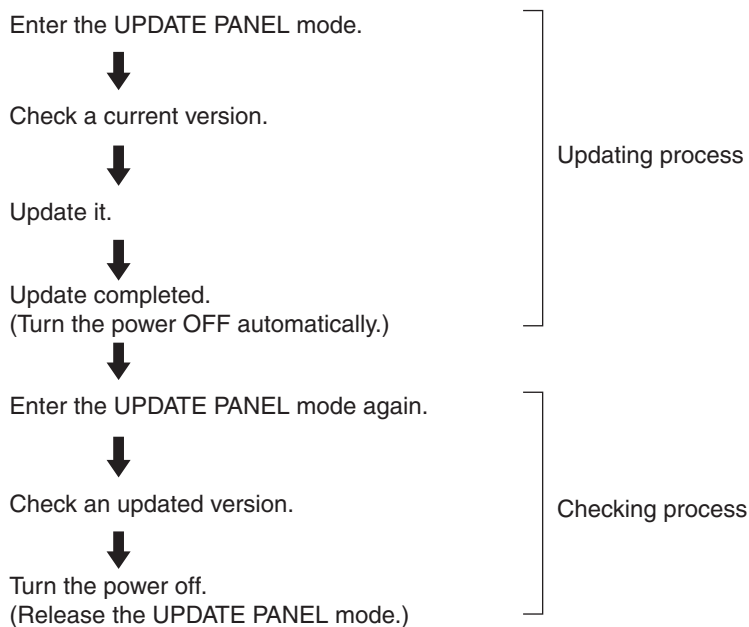 Enter the UPDATE PANEL mode.
Check a current version.
Updating process
Update it.
Update completed.
(Turn the power OFF automatically.)
Enter the UPDATE PANEL mode again.
Check an updated version.
Checking process
Turn the power off.
(Release the UPDATE PANEL mode.)